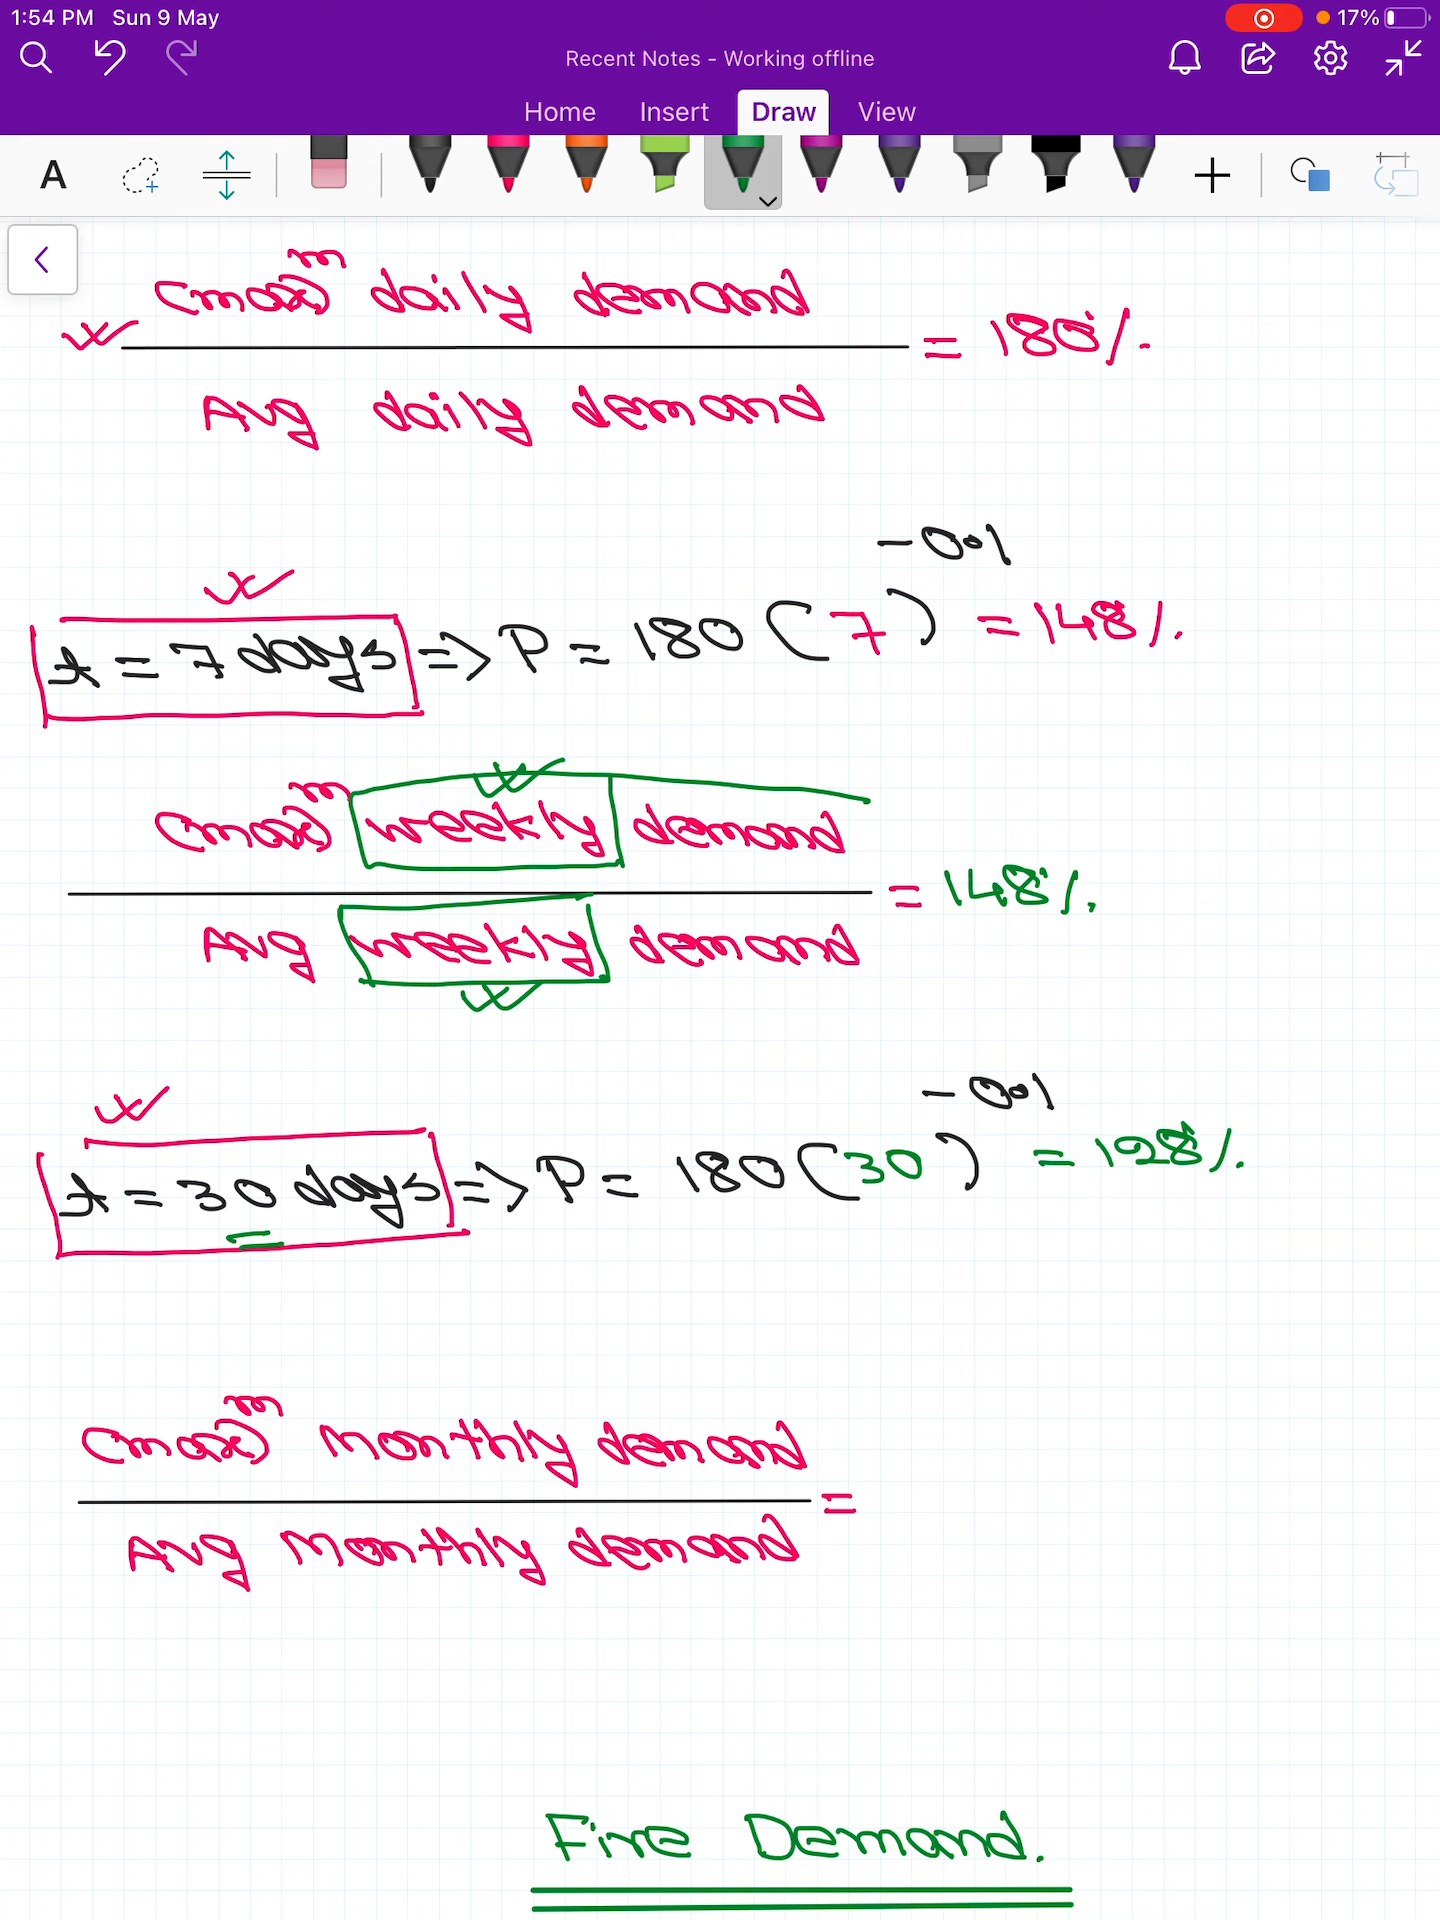 1:54 PM Sun 9 May
17%
Recent Notes - Working offline
Home Insert Draw View
A
(max)m daily demand
= 180%.
Avg daily demand
t = 7 days => P = 180 (7)^-0.1 = 148%.
(max)m weekly demand
= 148%.
Avg weekly demand
t = 30 days => P = 180 (30)^-0.1 = 128%.
(max)m Monthly demand
=
Avg Monthly demand
Fire Demand.